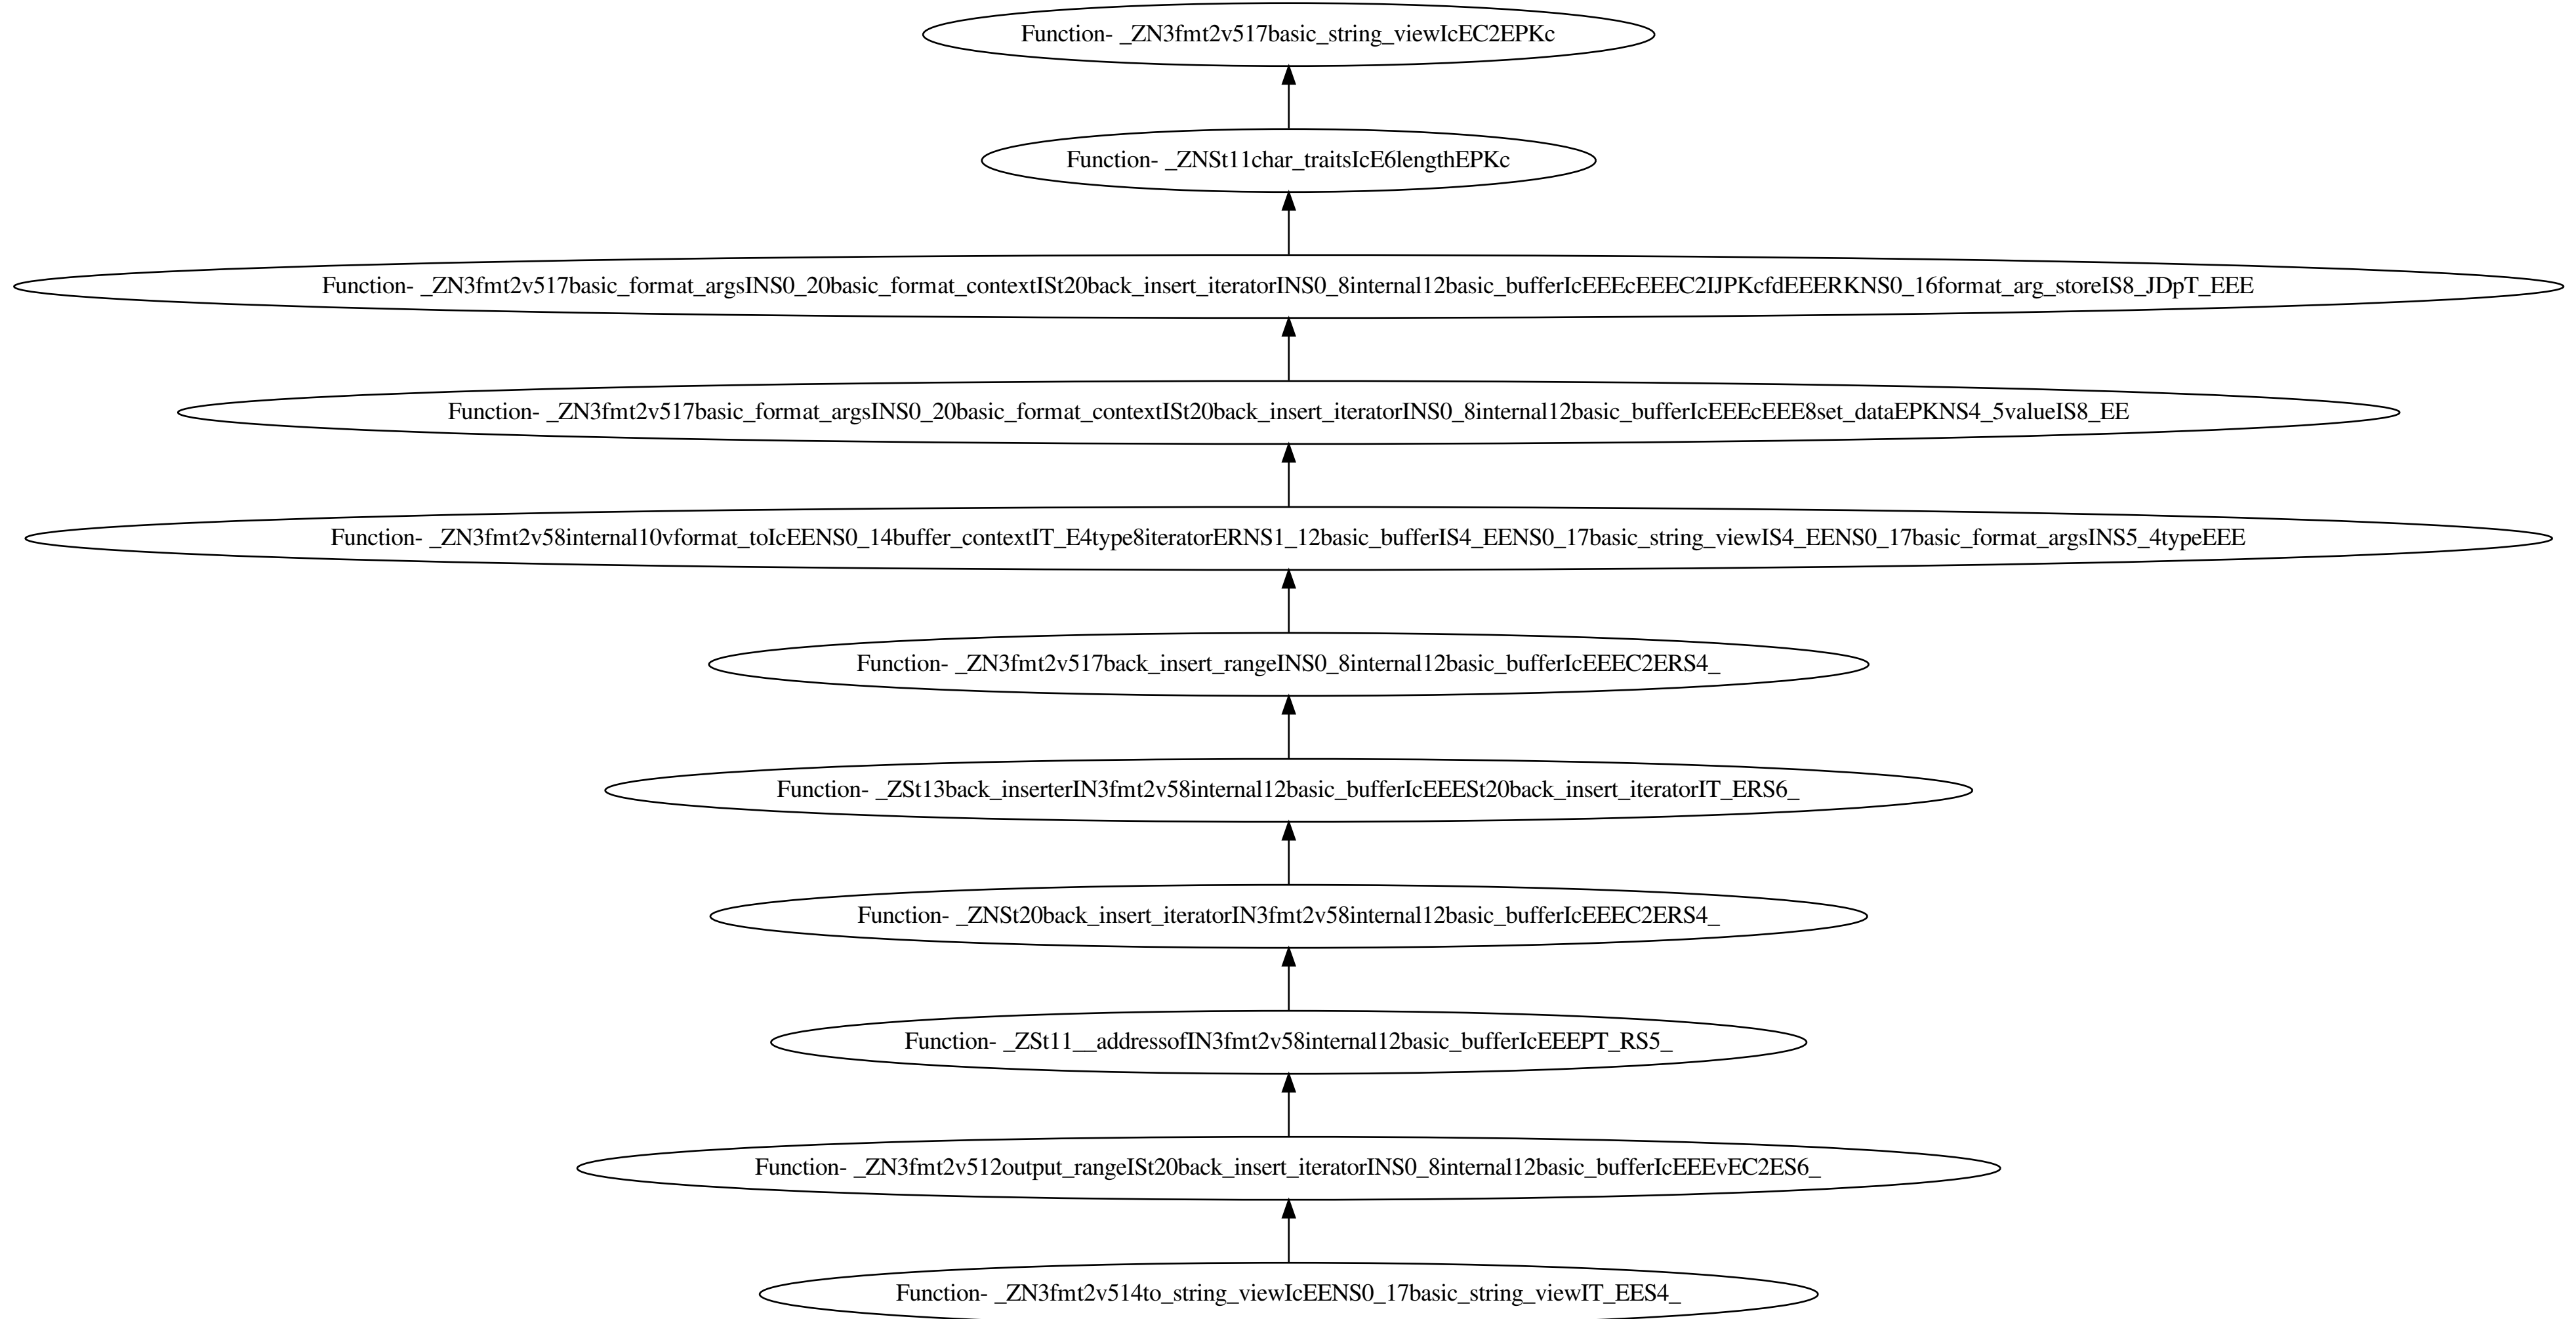 Function- _ZN3fmt2v517basic_string_viewIcEC2EPKc
Function- _ZNSt11char_traitsIcE6lengthEPKc
Function- _ZN3fmt2v517basic_format_argsINS0_20basic_format_contextISt20back_insert_iteratorINS0_8internal12basic_bufferIcEEEcEEEC2IJPKcfdEEERKNS0_16format_arg_storeIS8_JDpT_EEE
Function- _ZN3fmt2v517basic_format_argsINS0_20basic_format_contextISt20back_insert_iteratorINS0_8internal12basic_bufferIcEEEcEEE8set_dataEPKNS4_5valueIS8_EE
Function- _ZN3fmt2v58internal10vformat_toIcEENS0_14buffer_contextIT_E4type8iteratorERNS1_12basic_bufferIS4_EENS0_17basic_string_viewIS4_EENS0_17basic_format_argsINS5_4typeEEE
Function- _ZN3fmt2v517back_insert_rangeINS0_8internal12basic_bufferIcEEEC2ERS4_
Function- _ZSt13back_inserterIN3fmt2v58internal12basic_bufferIcEEESt20back_insert_iteratorIT_ERS6_
Function- _ZNSt20back_insert_iteratorIN3fmt2v58internal12basic_bufferIcEEEC2ERS4_
Function- _ZSt11__addressofIN3fmt2v58internal12basic_bufferIcEEEPT_RS5_
Function- _ZN3fmt2v512output_rangeISt20back_insert_iteratorINS0_8internal12basic_bufferIcEEEvEC2ES6_
Function- _ZN3fmt2v514to_string_viewIcEENS0_17basic_string_viewIT_EES4_